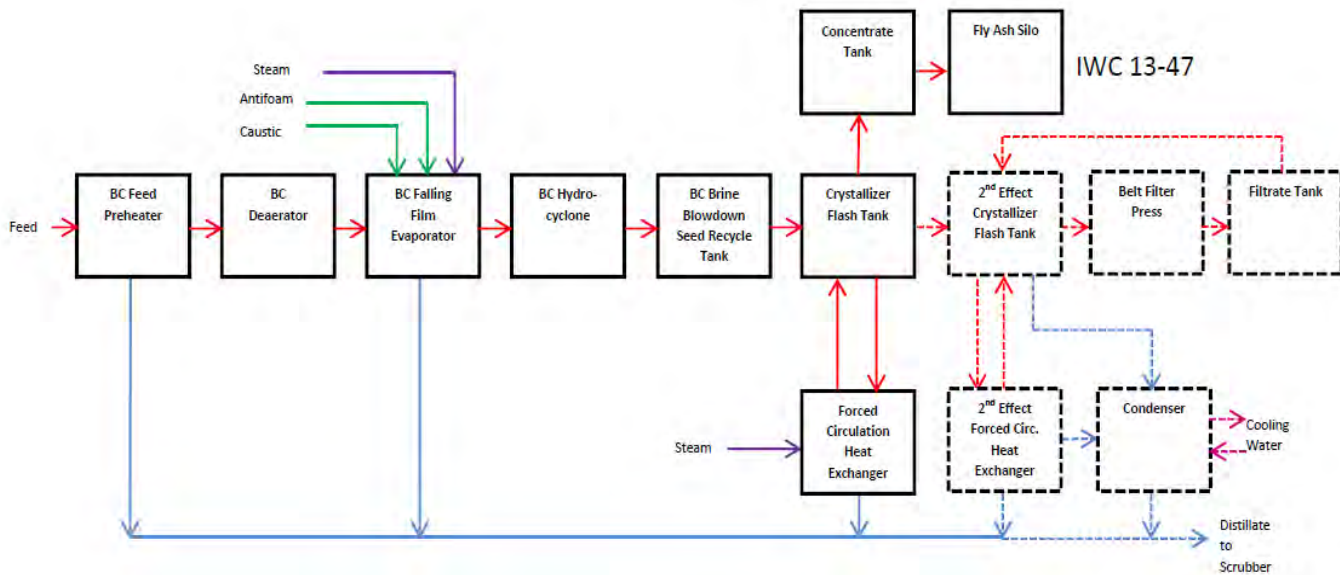 Concentrate
Tank
Fly Ash Silo
IWC 13-47
Steam
Antifoam
Caustic
Feed
BC Feed
Preheater
BC
Deaerator
BC Falling
Film
Evaporator
BC Hydro-
cyclone
BC Brine
Blowdown
Seed Recycle
Tank
Crystallizer
Flash Tank
2nd Effect
Crystallizer
Flash Tank
Belt Filter
Press
Filtrate Tank
Steam
Forced
Circulation
Heat
Exchanger
2nd Effect
Forced Circ.
Heat
Exchanger
Condenser
Cooling
Water
Distillate
to
Scrubber